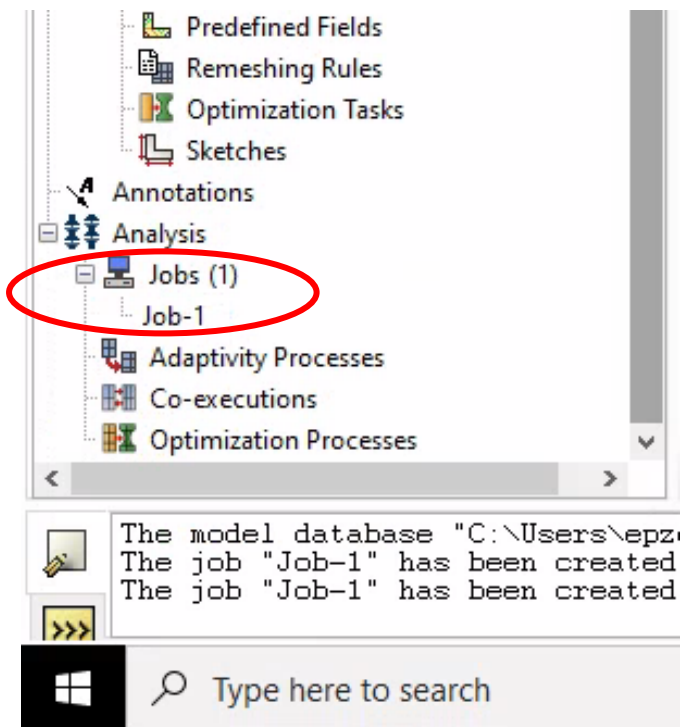 Predefined Fields
Remeshing Rules
Optimization Tasks
Sketches
Annotations
Analysis
Jobs (1)
Job-1
Adaptivity Processes
Co-executions
Optimization Processes
The model database "C:\Users\epz
The job "Job-1" has been created
The job "Job-1" has been created
>>>
Type here to search